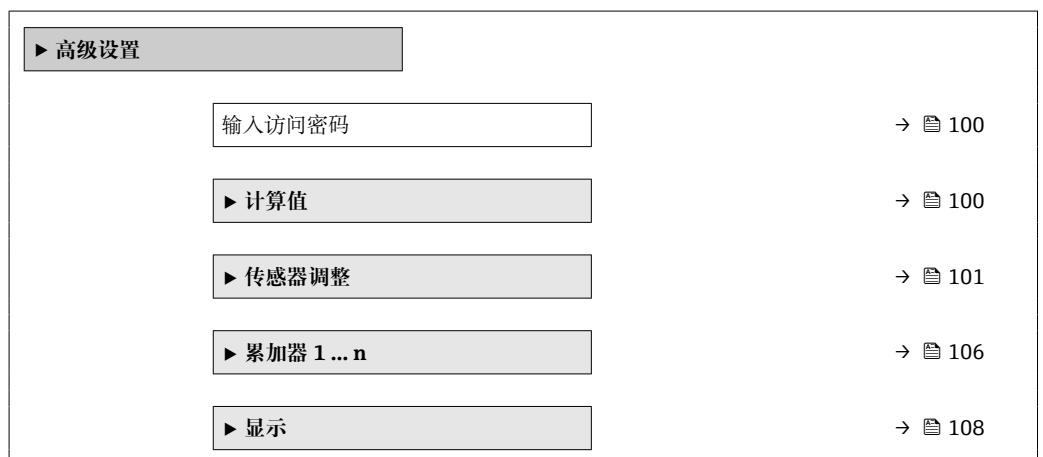 ▶ 高级设置
输入访问密码 → 100
▶ 计算值 → 100
▶ 传感器调整 → 101
▶ 累加器 1 … n → 106
▶ 显示 → 108